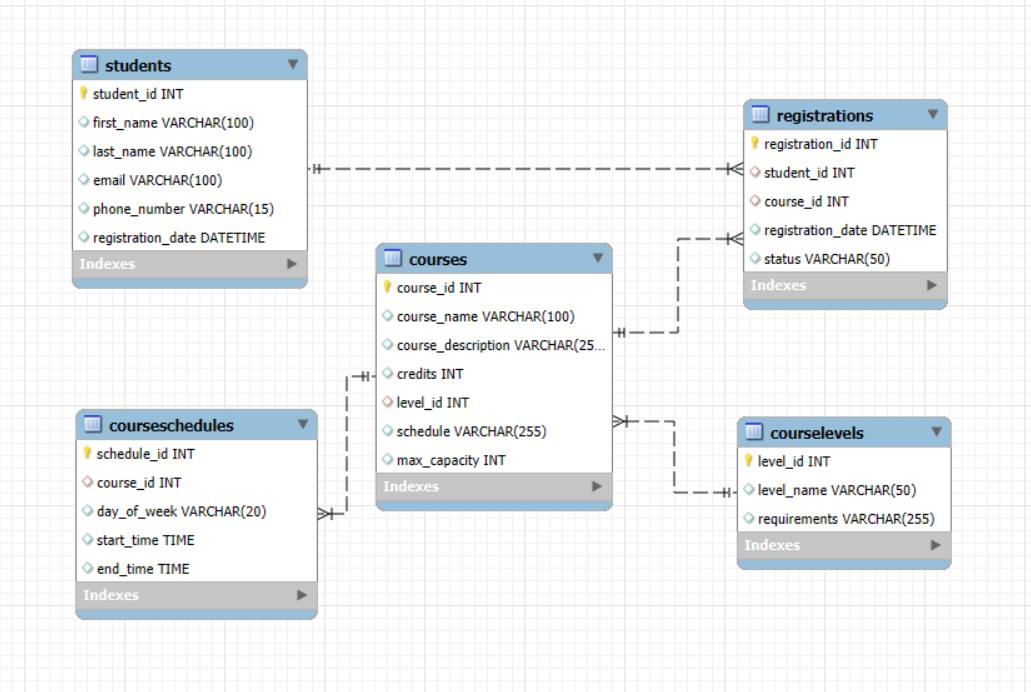 students
student_id INT
first_name VARCHAR(100)
last_name VARCHAR(100)
email VARCHAR(100)
phone_number VARCHAR(15)
registration_date DATETIME
Indexes
registrations
registration_id INT
student_id INT
course_id INT
registration_date DATETIME
status VARCHAR(50)
Indexes
courses
course_id INT
course_name VARCHAR(100)
course_description VARCHAR(25...
credits INT
level_id INT
schedule VARCHAR(255)
max_capacity INT
Indexes
courseschedules
schedule_id INT
course_id INT
day_of_week VARCHAR(20)
start_time TIME
end_time TIME
Indexes
courselevels
level_id INT
level_name VARCHAR(50)
requirements VARCHAR(255)
Indexes